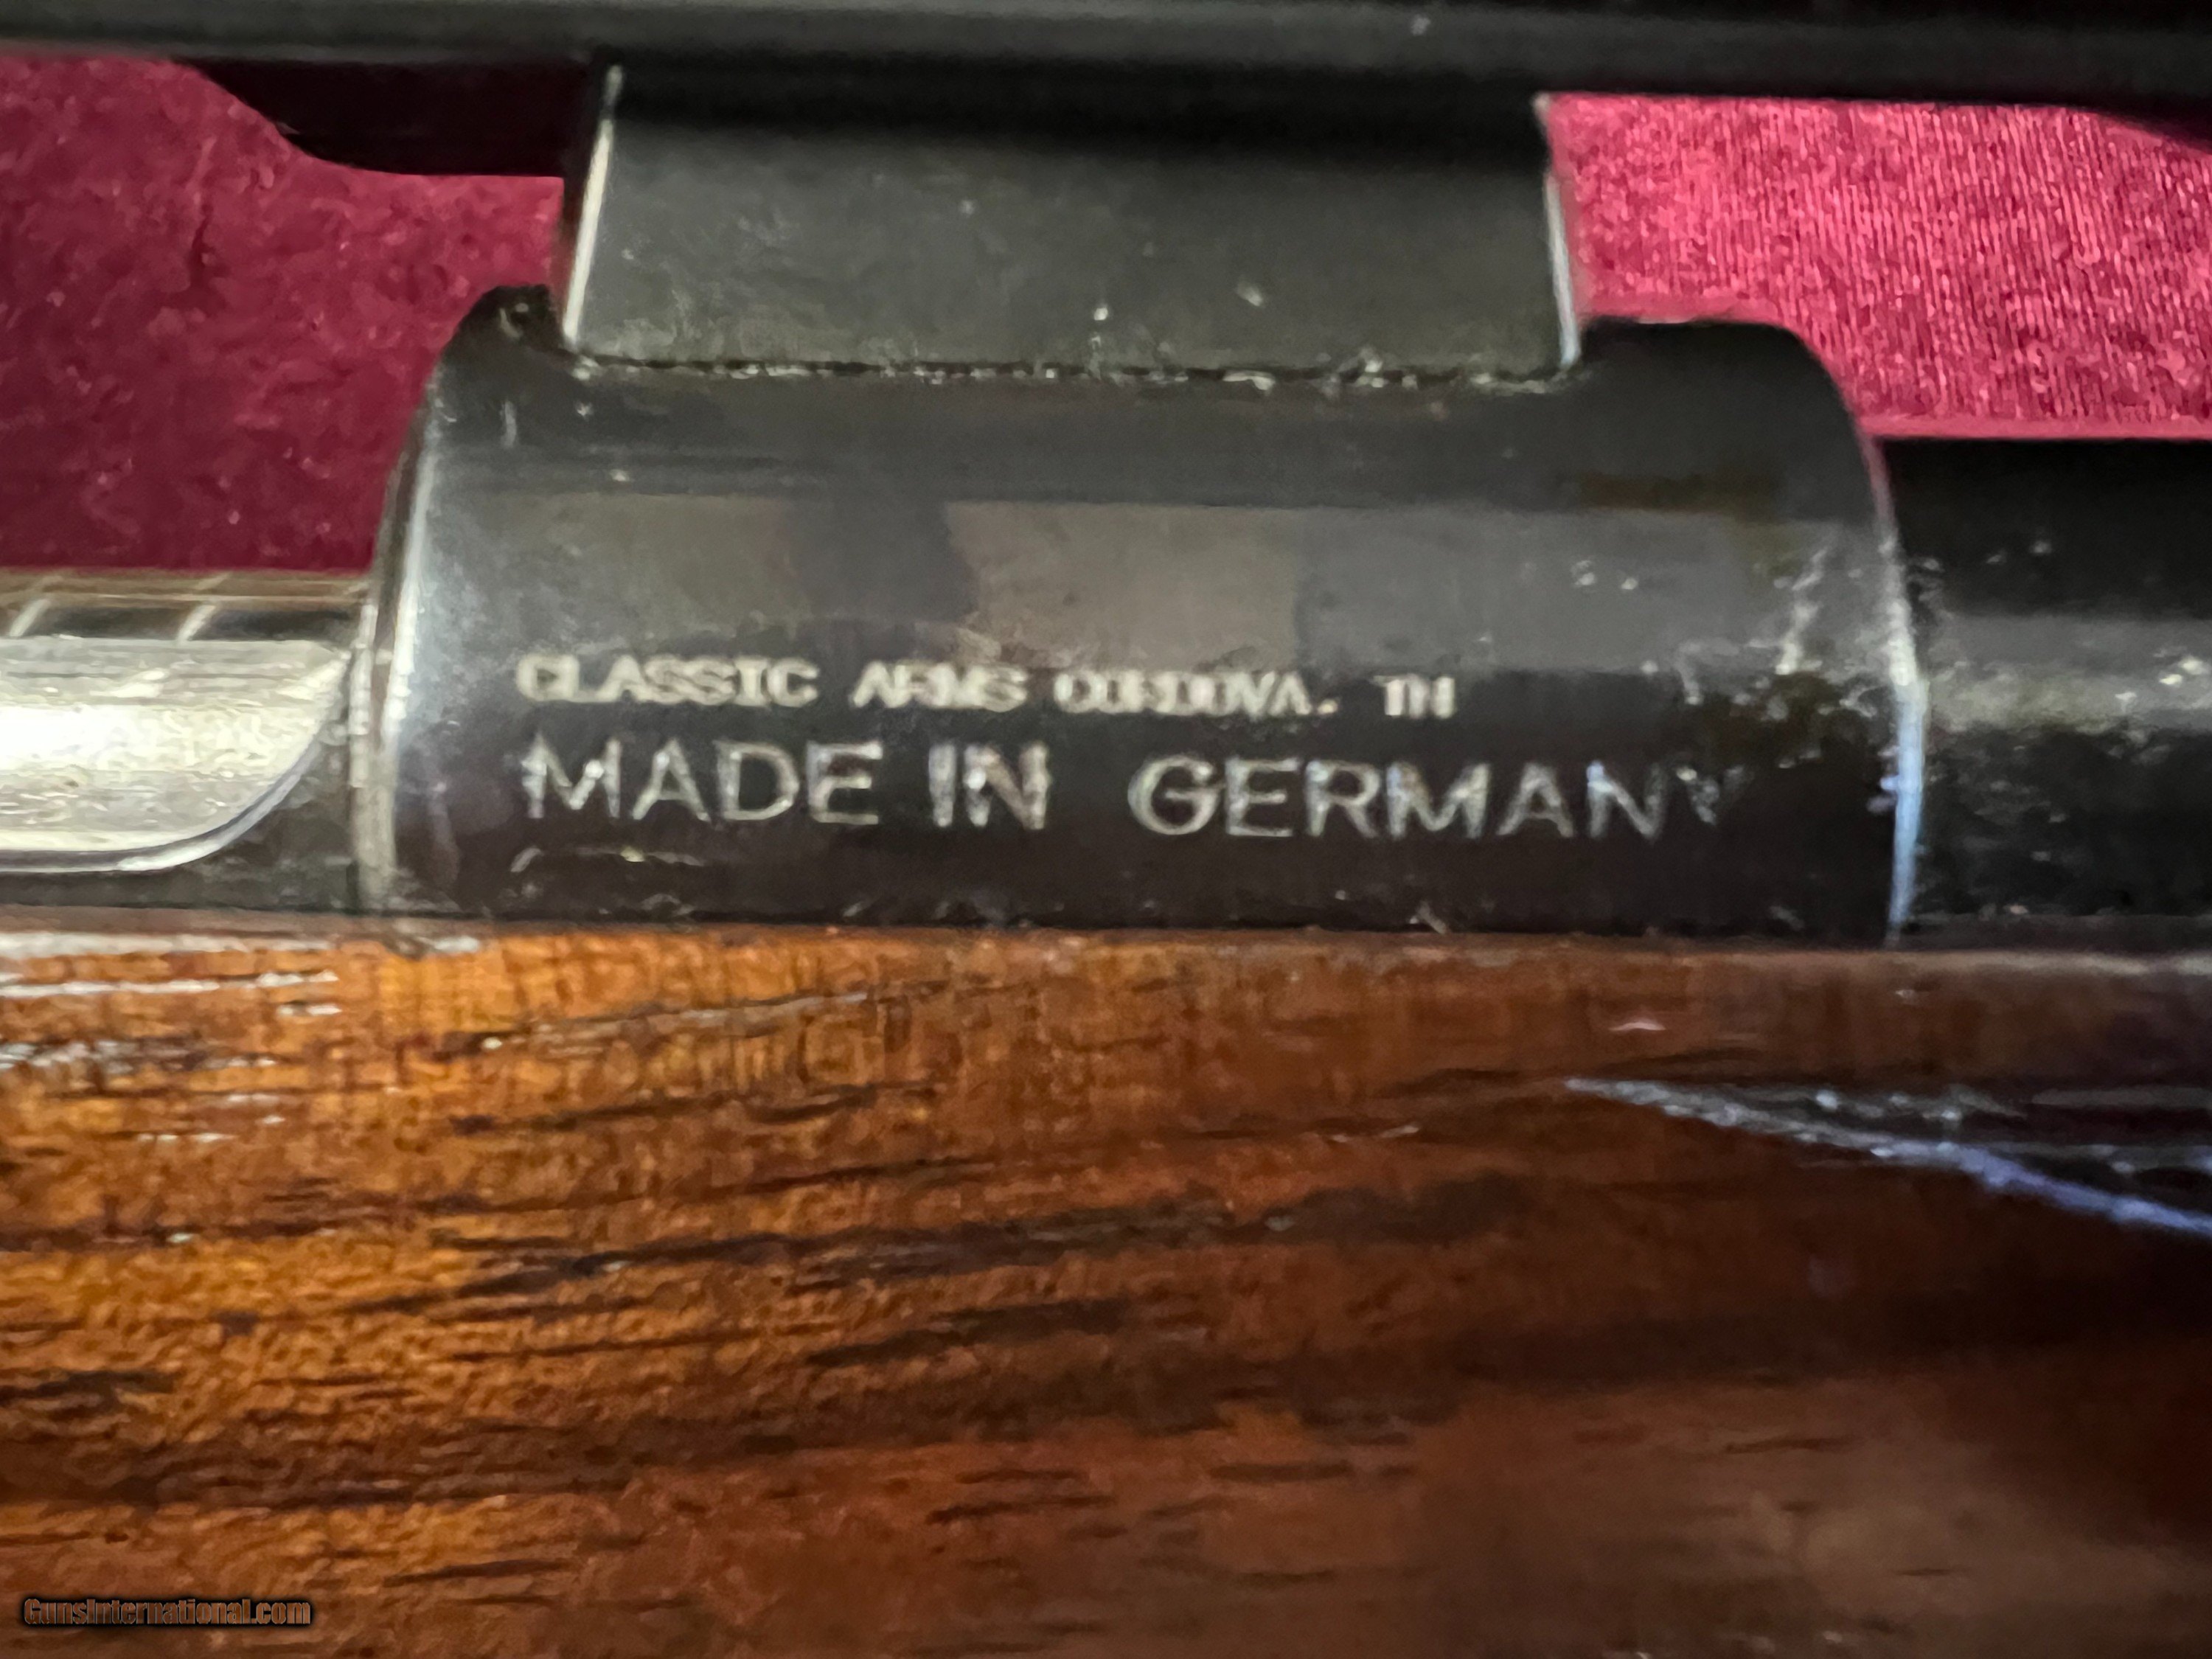 CLASSIC ARMS CORDOVA. TN
MADE IN GERMANY
GunsInternational.com